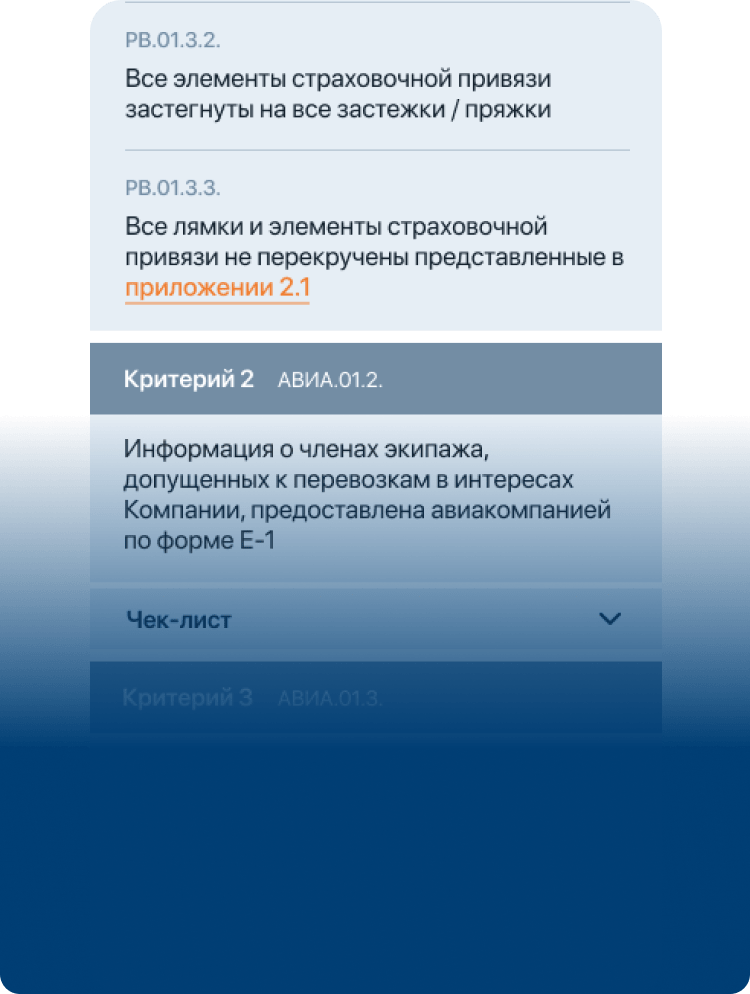 РВ.01.3.2.
Все элементы страховочной привязи
застегнуты на все застежки / пряжки
РВ.01.3.3.
Все лямки и элементы страховочной
привязи не перекручены представленные в
приложении 2.1
Критерий 2 АВИА.01.2.
Информация о членах экипажа,
допущенных к перевозкам в интересах
Компании, предоставлена авиакомпанией
по форме Е-1
Чек-лист
Критерий 3 АВИА.01.3.